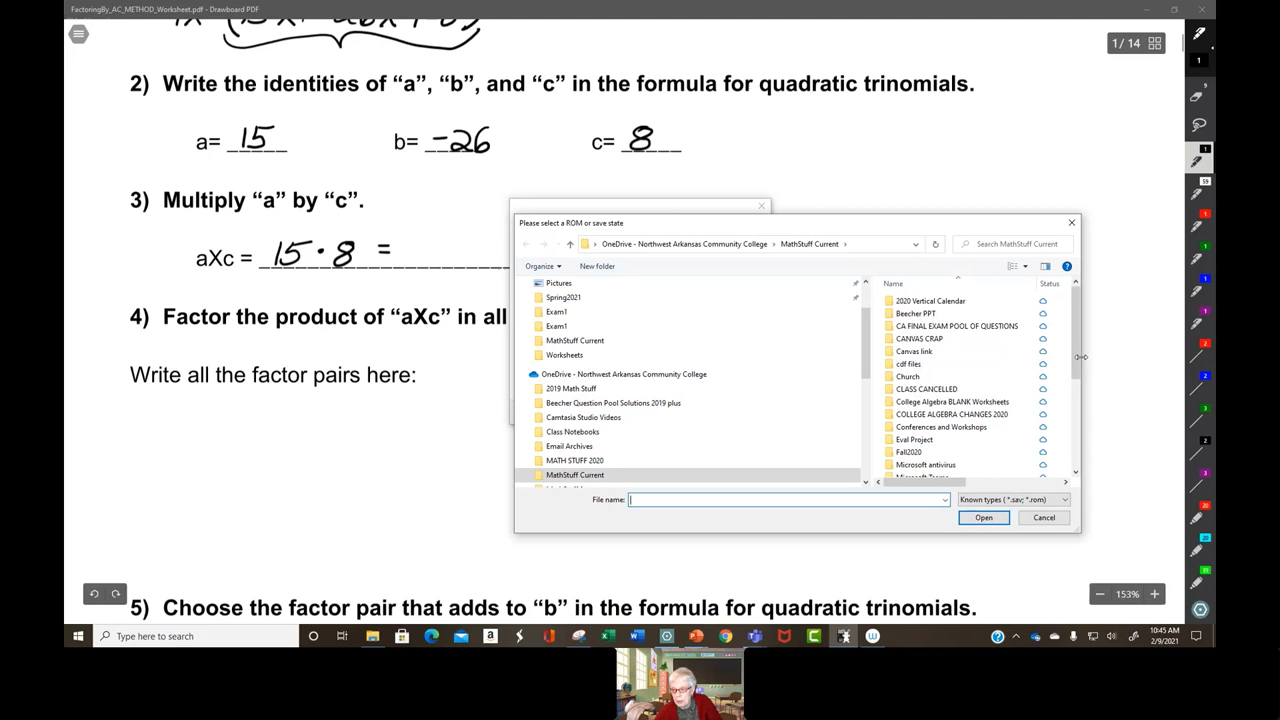 FactoringBy_AC_METHOD_Worksheet.pdf - Drawboard PDF
1 / 14
2) Write the identities of “a”, “b”, and “c” in the formula for quadratic trinomials.
a= 15 b= -26 c= 8
3) Multiply “a” by “c”.
aXc = 15 · 8 =
4) Factor the product of “aXc” in all
Write all the factor pairs here:
Please select a ROM or save state
OneDrive - Northwest Arkansas Community College > MathStuff Current >
Search MathStuff Current
Organize New folder
Pictures
Spring2021
Exam1
Exam1
MathStuff Current
Worksheets
OneDrive - Northwest Arkansas Community College
2019 Math Stuff
Beecher Question Pool Solutions 2019 plus
Camtasia Studio Videos
Class Notebooks
Email Archives
MATH STUFF 2020
MathStuff Current
Name Status
2020 Vertical Calendar
Beecher PPT
CA FINAL EXAM POOL OF QUESTIONS
CANVAS CRAP
Canvas link
cdf files
Church
CLASS CANCELLED
College Algebra BLANK Worksheets
COLLEGE ALGEBRA CHANGES 2020
Conferences and Workshops
Eval Project
Fall2020
Microsoft antivirus
File name: Known types ( *.sav; *.rom)
Open Cancel
5) Choose the factor pair that adds to “b” in the formula for quadratic trinomials.
153%
Type here to search
10:45 AM
2/9/2021